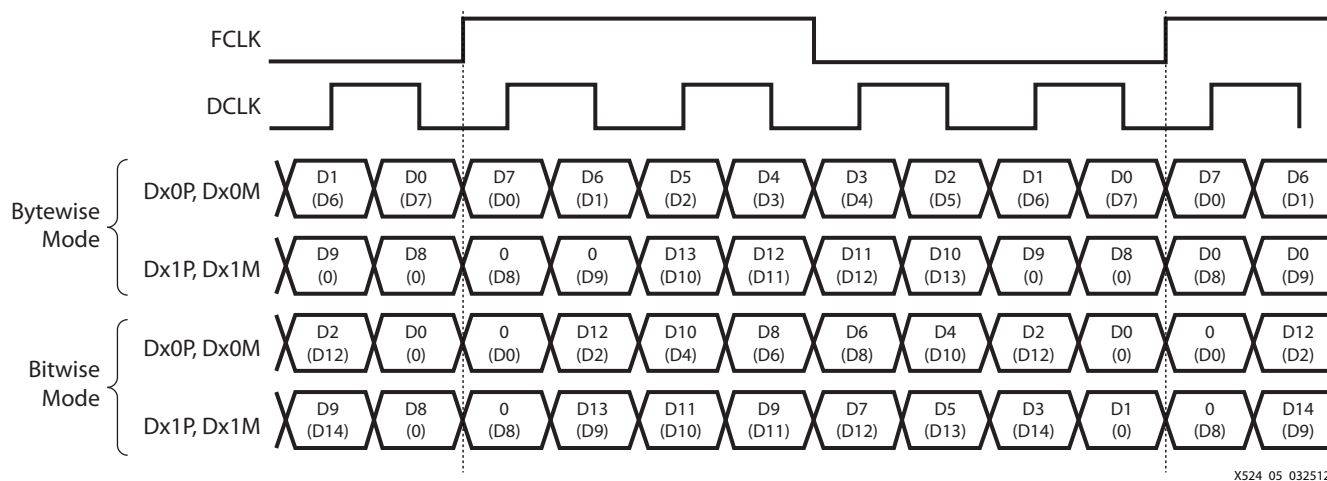 FCLK
DCLK
Bytewise Mode
Dx0P, Dx0M
D1 D0 D7 D6 D5 D4 D3 D2 D1 D0 D7 D6
(D6) (D7) (D0) (D1) (D2) (D3) (D4) (D5) (D6) (D7) (D0) (D1)
Dx1P, Dx1M
D9 D8 0 0 D13 D12 D11 D10 D9 D8 D0 D0
(0) (0) (D8) (D9) (D10) (D11) (D12) (D13) (0) (0) (D8) (D9)
Bitwise Mode
Dx0P, Dx0M
D2 D0 0 D12 D10 D8 D6 D4 D2 D0 0 D12
(D12) (0) (D0) (D2) (D4) (D6) (D8) (D10) (D12) (0) (D0) (D2)
Dx1P, Dx1M
D9 D8 0 D13 D11 D9 D7 D5 D3 D1 0 D14
(D14) (0) (D8) (D9) (D10) (D11) (D12) (D13) (D14) (0) (D8) (D9)
X524_05_032512